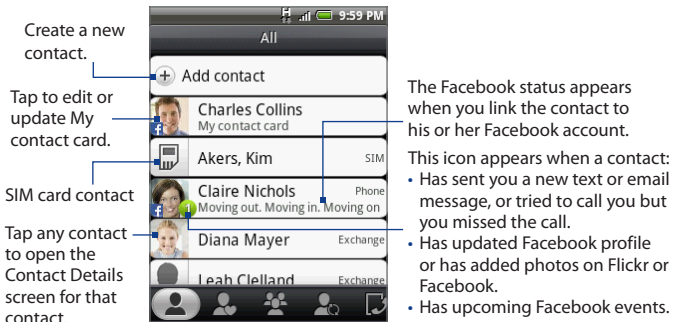 Create a new
contact.
Tap to edit or
update My
contact card.
SIM card contact
Tap any contact
to open the
Contact Details
screen for that
contact
H 9:59 PM
All
Add contact
Charles Collins
My contact card
Akers, Kim SIM
Claire Nichols Phone
1 Moving out. Moving in. Moving on
Diana Mayer Exchange
Leah Clelland Exchange
The Facebook status appears
when you link the contact to
his or her Facebook account.
This icon appears when a contact:
• Has sent you a new text or email
message, or tried to call you but
you missed the call.
• Has updated Facebook profile
or has added photos on Flickr or
Facebook.
• Has upcoming Facebook events.